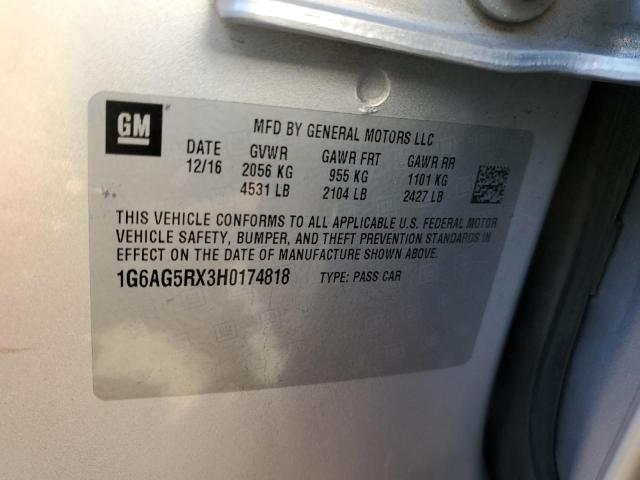 GM
MFD BY GENERAL MOTORS LLC
DATE GVWR GAWR FRT GAWR RR
12/16 2056 KG 955 KG 1101 KG
4531 LB 2104 LB 2427 LB
THIS VEHICLE CONFORMS TO ALL APPLICABLE U.S. FEDERAL MOTOR
VEHICLE SAFETY, BUMPER, AND THEFT PREVENTION STANDARDS IN
EFFECT ON THE DATE OF MANUFACTURE SHOWN ABOVE.
1G6AG5RX3H0174818 TYPE: PASS CAR